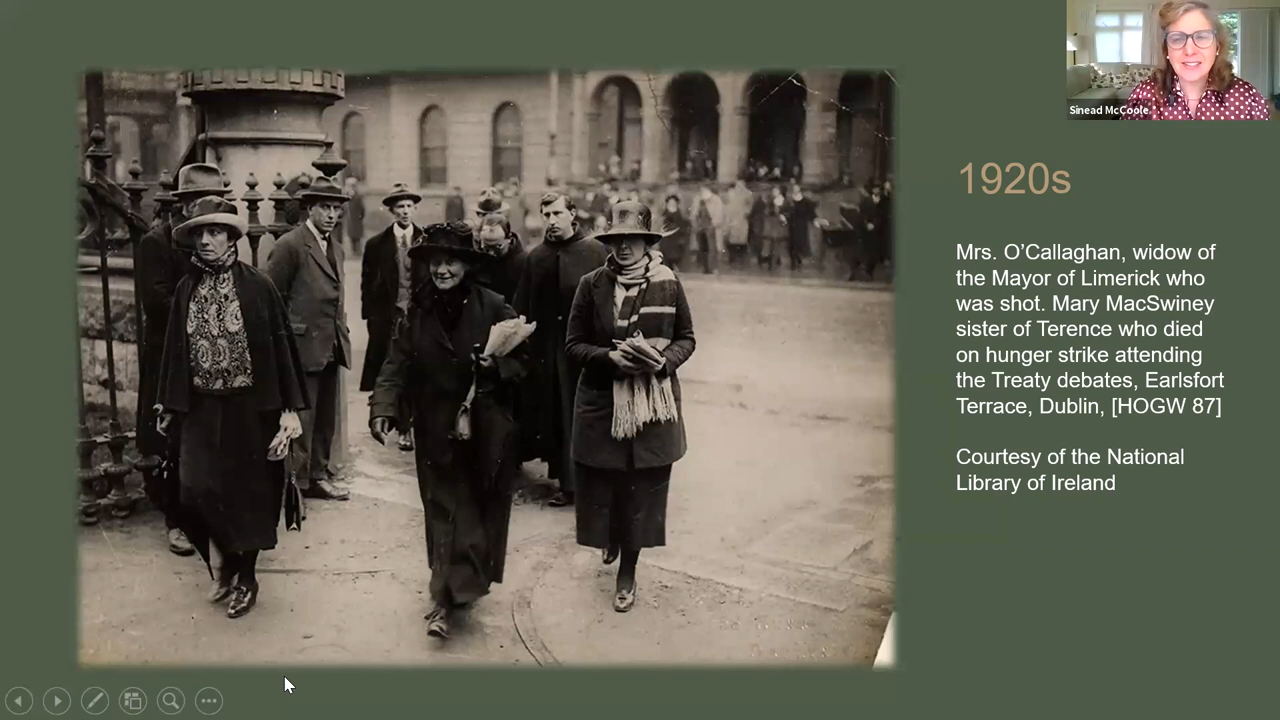 Sinead McCoole
1920s
Mrs. O’Callaghan, widow of
the Mayor of Limerick who
was shot. Mary MacSwiney
sister of Terence who died
on hunger strike attending
the Treaty debates, Earlsfort
Terrace, Dublin, [HOGW 87]
Courtesy of the National
Library of Ireland